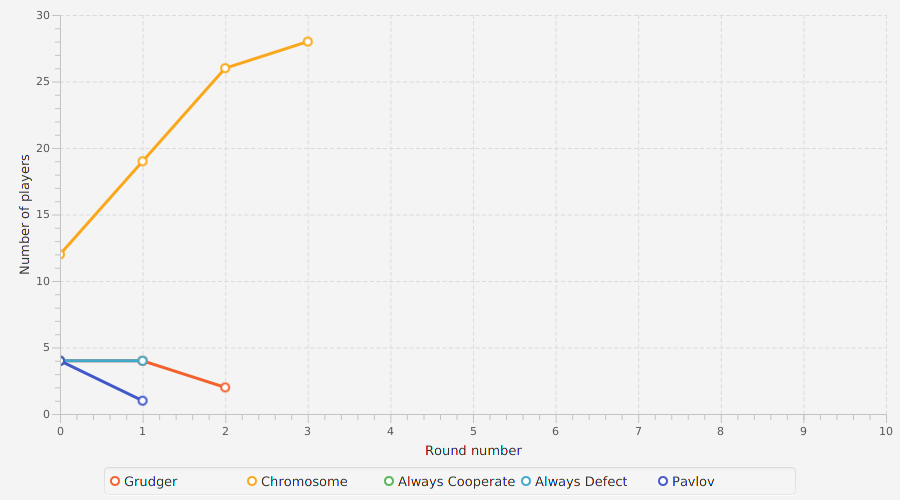 30
25
20
15
10
5
0
Number of players
0 1 2 3 4 5 6 7 8 9 10
Round number
Grudger Chromosome Always Cooperate Always Defect Pavlov